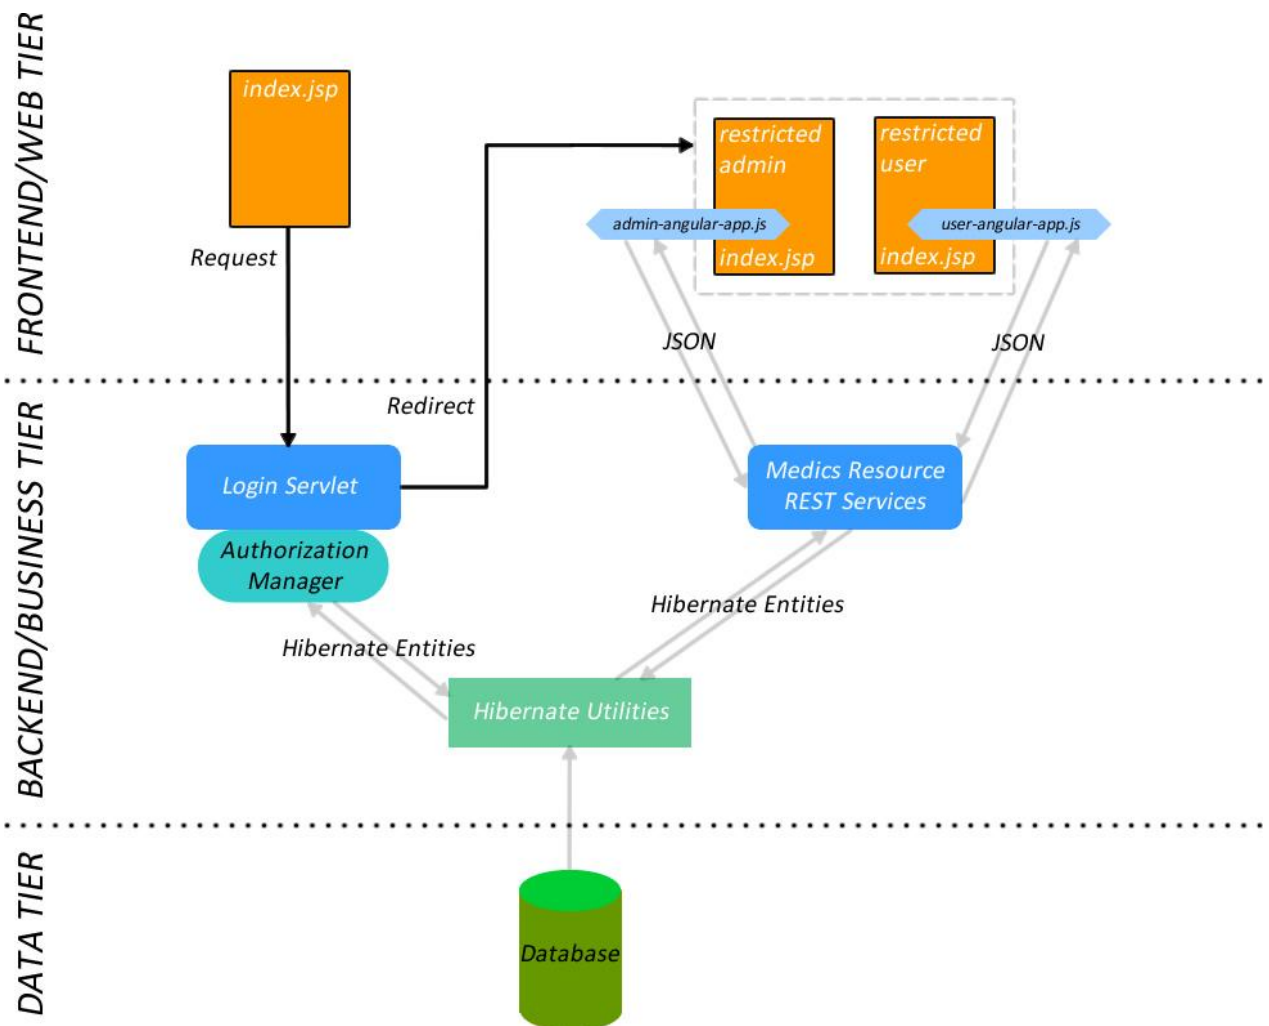 FRONTEND/WEB TIER
index.jsp
restricted
admin
restricted
user
admin-angular-app.js
user-angular-app.js
index.jsp
index.jsp
Request
JSON
JSON
BACKEND/BUSINESS TIER
Redirect
Login Servlet
Medics Resource
REST Services
Authorization
Manager
Hibernate Entities
Hibernate Entities
Hibernate Utilities
DATA TIER
Database